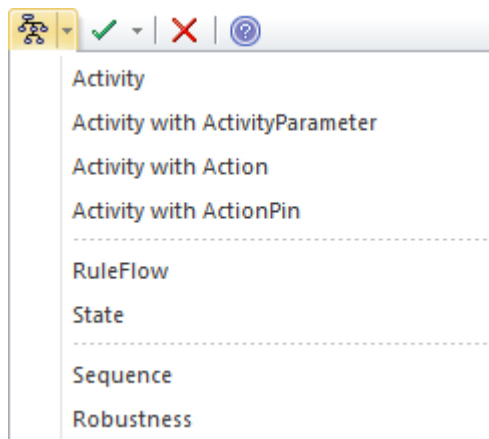 Activity
Activity with ActivityParameter
Activity with Action
Activity with ActionPin
RuleFlow
State
Sequence
Robustness